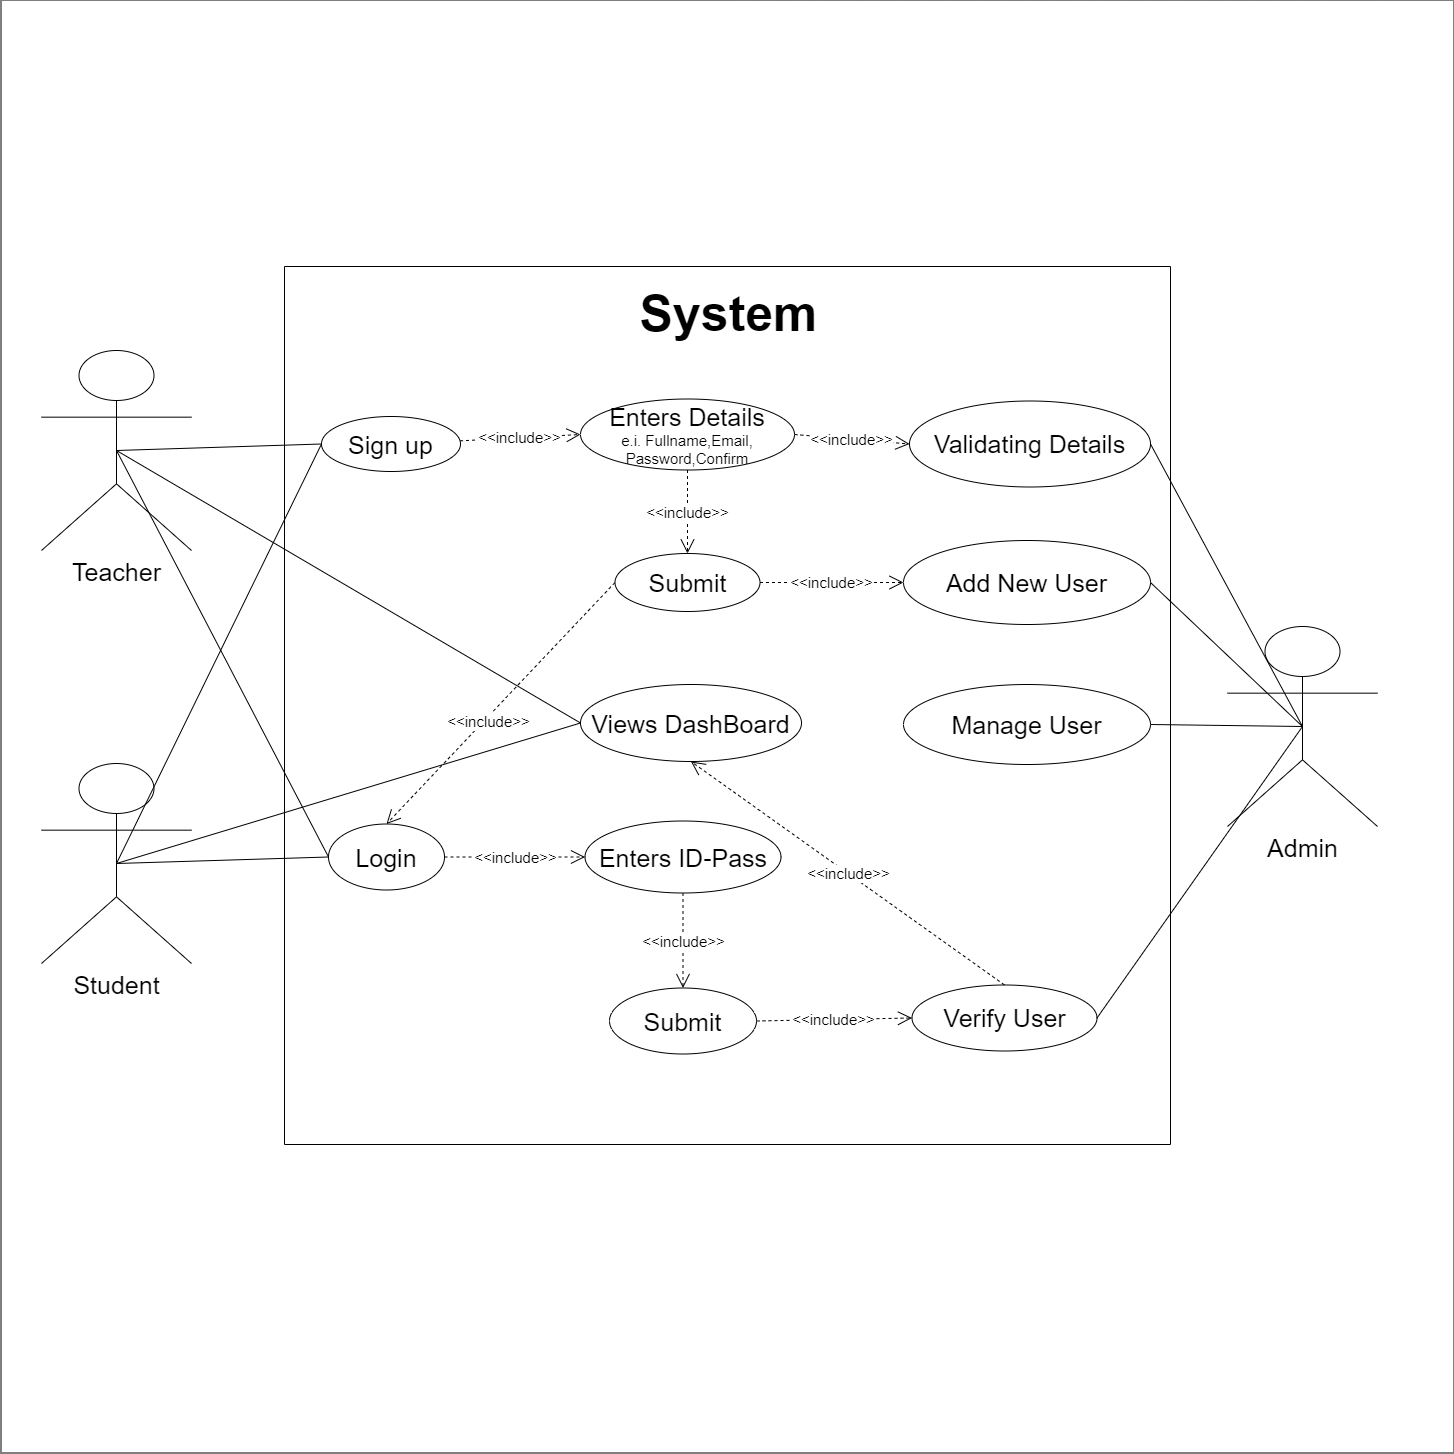 System
Teacher
Sign up
<<include>>
Enters Details
e.i. Fullname,Email,
Password,Confirm
<<include>>
Validating Details
<<include>>
Submit
<<include>>
Add New User
<<include>>
Views DashBoard
Manage User
Admin
Student
Login
<<include>>
Enters ID-Pass
<<include>>
<<include>>
Submit
<<include>>
Verify User